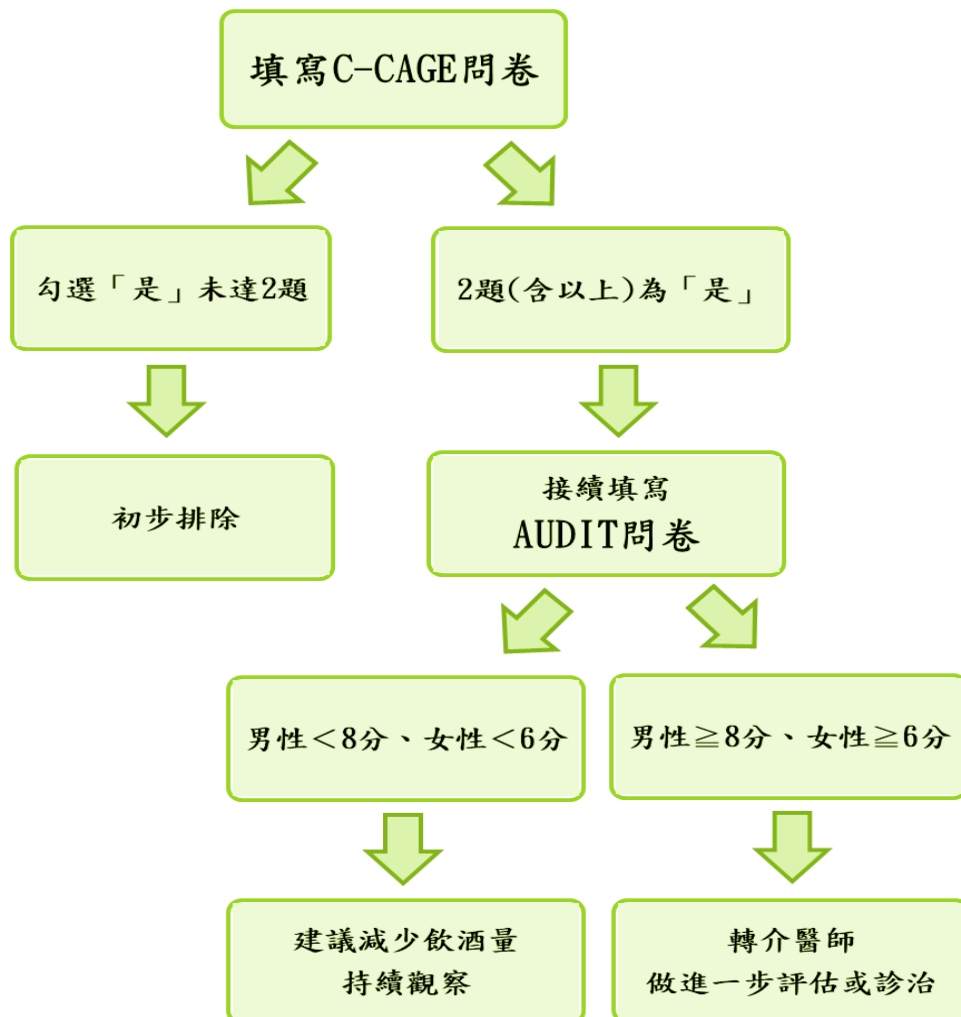 填寫C-CAGE問卷
勾選「是」未達2題
2題(含以上)為「是」
初步排除
接續填寫
AUDIT問卷
男性＜8分、女性＜6分
男性≧8分、女性≧6分
建議減少飲酒量
持續觀察
轉介醫師
做進一步評估或診治